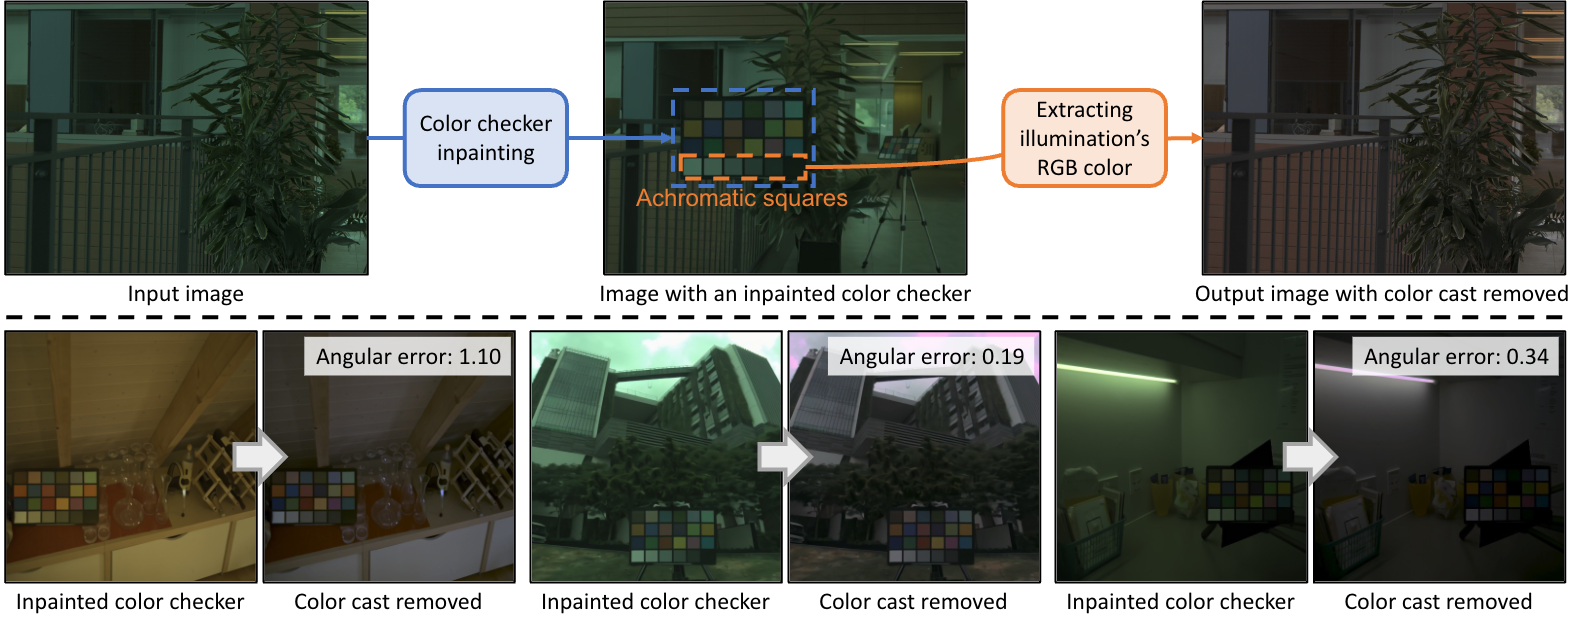 Color checker
inpainting
Extracting
illumination's
RGB color
Achromatic squares
Input image
Image with an inpainted color checker
Output image with color cast removed
Angular error: 1.10
Angular error: 0.19
Angular error: 0.34
Inpainted color checker
Color cast removed
Inpainted color checker
Color cast removed
Inpainted color checker
Color cast removed